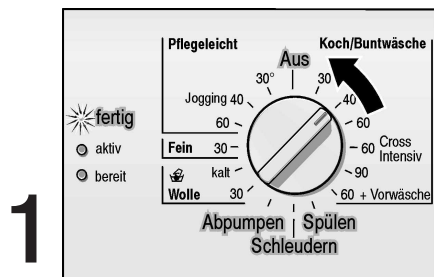 Pflegeleicht
Koch/Buntwäsche
Aus
30°
30
Jogging 40
40
fertig
60
60
aktiv
Fein 30
60 Cross
Intensiv
bereit
kalt
90
Wolle 30
60 + Vorwäsche
Abpumpen
Spülen
Schleudern
1